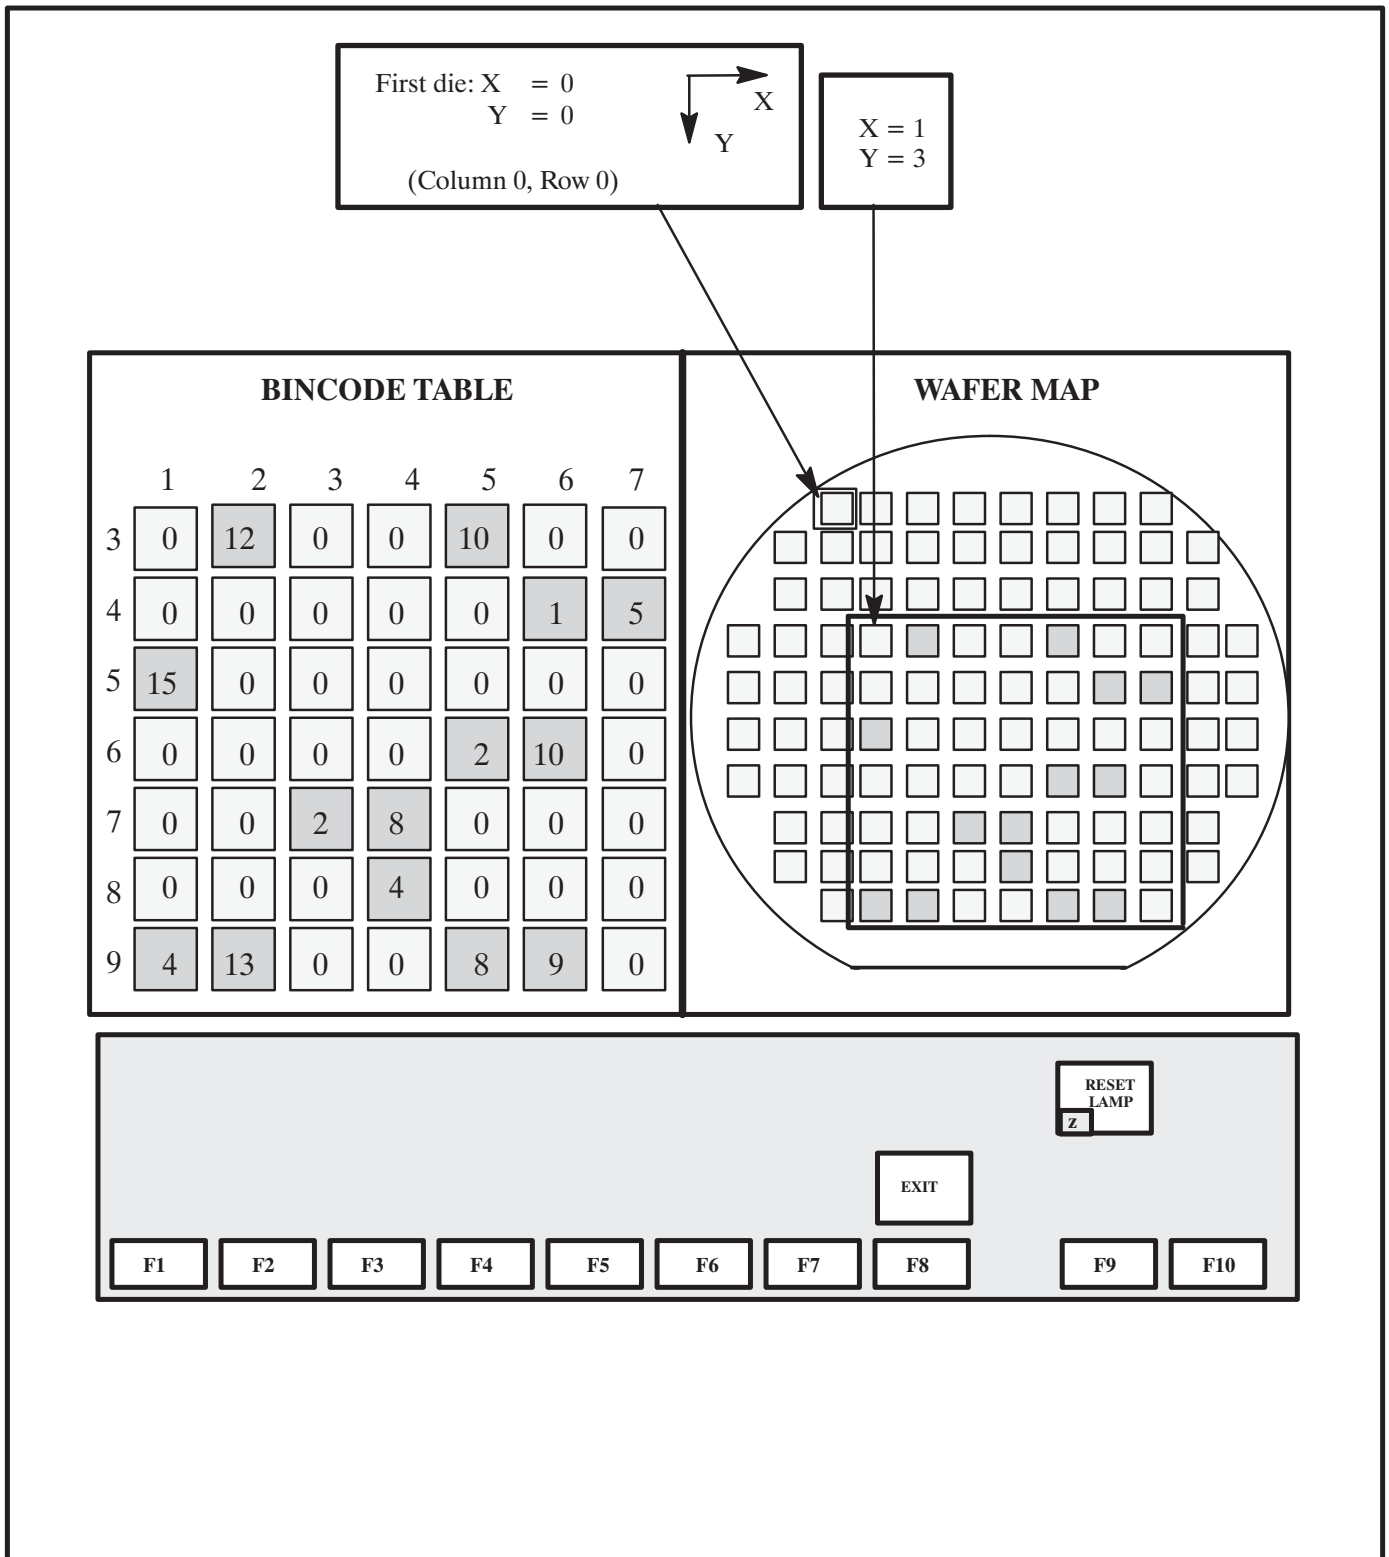 First die: X = 0
Y = 0
(Column 0, Row 0)
X
Y
X = 1
Y = 3
BINCODE TABLE
1 2 3 4 5 6 7
3 0 12 0 0 10 0 0
4 0 0 0 0 0 1 5
5 15 0 0 0 0 0 0
6 0 0 0 0 2 10 0
7 0 0 2 8 0 0 0
8 0 0 0 4 0 0 0
9 4 13 0 0 8 9 0
WAFER MAP
RESET
LAMP
z
EXIT
F1 F2 F3 F4 F5 F6 F7 F8 F9 F10